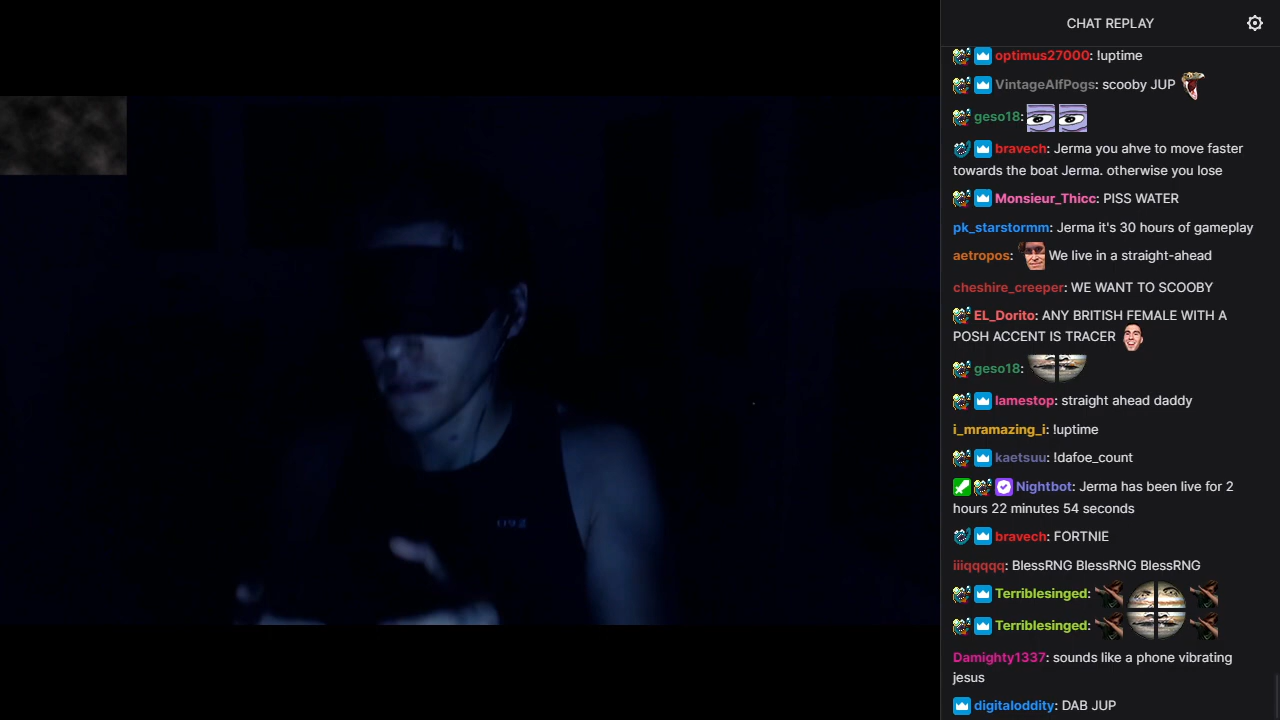 CHAT REPLAY
optimus27000: !uptime
VintageAlfPogs: scooby JUP
geso18:
bravech: Jerma you ahve to move faster
towards the boat Jerma. otherwise you lose
Monsieur_Thicc: PISS WATER
pk_starstormm: Jerma it's 30 hours of gameplay
aetropos: We live in a straight-ahead
cheshire_creeper: WE WANT TO SCOOBY
EL_Dorito: ANY BRITISH FEMALE WITH A
POSH ACCENT IS TRACER
geso18:
lamestop: straight ahead daddy
i_mramazing_i: !uptime
kaetsuu: !dafoe_count
Nightbot: Jerma has been live for 2
hours 22 minutes 54 seconds
bravech: FORTNIE
iiiqqqqq: BlessRNG BlessRNG BlessRNG
Terriblesinged:
Terriblesinged:
Damighty1337: sounds like a phone vibrating
jesus
digitaloddity: DAB JUP